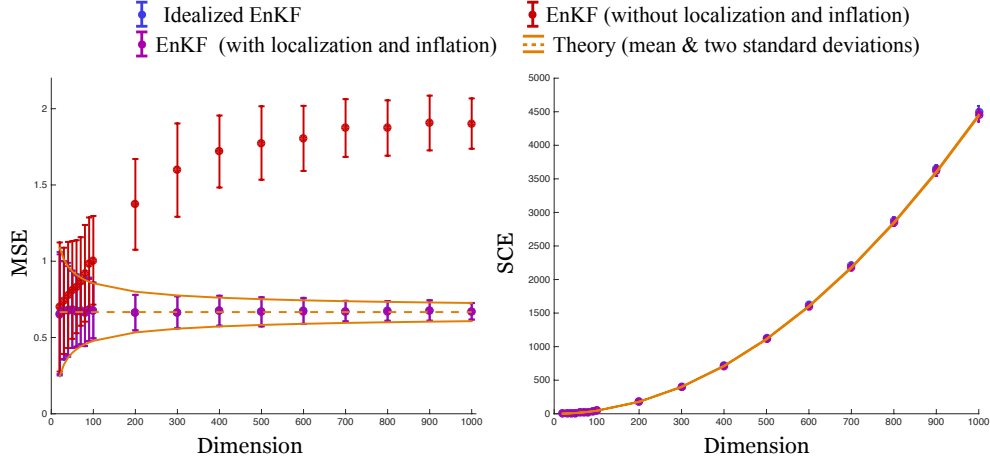 Idealized EnKF
EnKF (without localization and inflation)
EnKF (with localization and inflation)
Theory (mean & two standard deviations)
MSE
2
1.5
1
0.5
0
0 100 200 300 400 500 600 700 800 900 1000
Dimension
SCE
5000
4500
4000
3500
3000
2500
2000
1500
1000
500
0
0 100 200 300 400 500 600 700 800 900 1000
Dimension